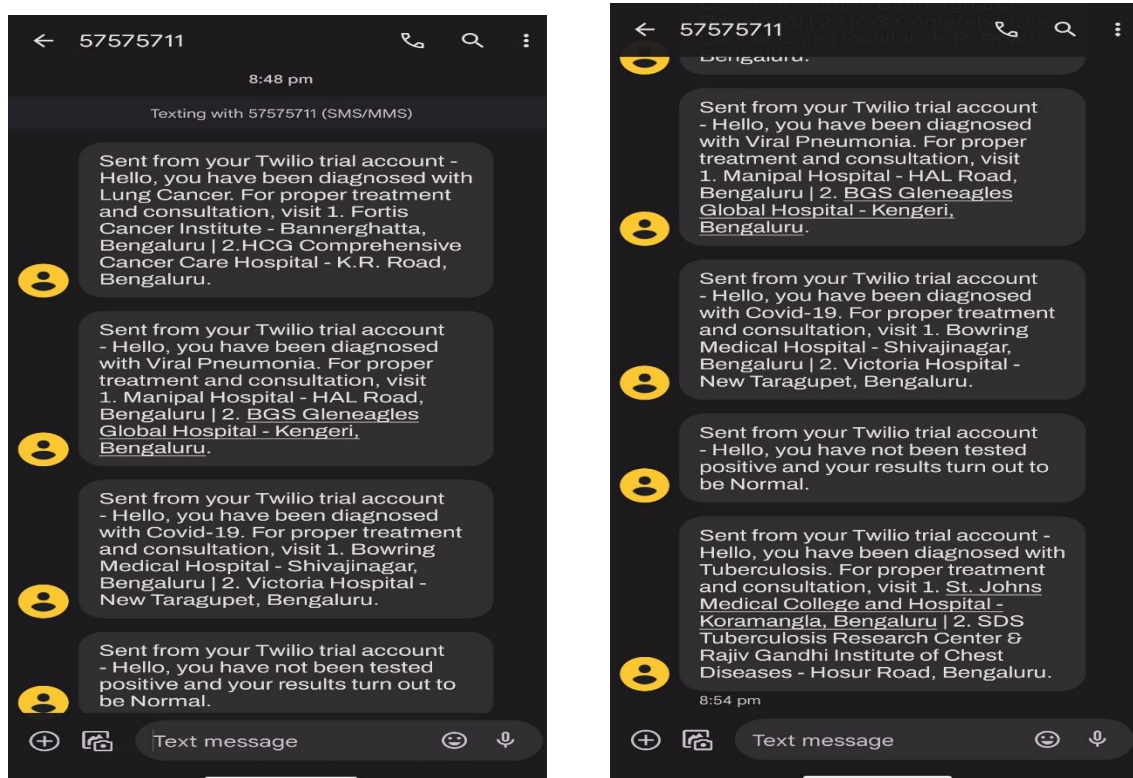 57575711
8:48 pm
Texting with 57575711 (SMS/MMS)
Sent from your Twilio trial account -
Hello, you have been diagnosed with
Lung Cancer. For proper treatment
and consultation, visit 1. Fortis
Cancer Institute - Bannerghatta,
Bengaluru | 2.HCG Comprehensive
Cancer Care Hospital - K.R. Road,
Bengaluru.
Sent from your Twilio trial account
- Hello, you have been diagnosed
with Viral Pneumonia. For proper
treatment and consultation, visit
1. Manipal Hospital - HAL Road,
Bengaluru | 2. BGS Gleneagles
Global Hospital - Kengeri,
Bengaluru.
Sent from your Twilio trial account
- Hello, you have been diagnosed
with Covid-19. For proper treatment
and consultation, visit 1. Bowring
Medical Hospital - Shivajinagar,
Bengaluru | 2. Victoria Hospital -
New Taragupet, Bengaluru.
Sent from your Twilio trial account
- Hello, you have not been tested
positive and your results turn out to
be Normal.
Text message
57575711
Bengaluru.
Sent from your Twilio trial account
- Hello, you have been diagnosed
with Viral Pneumonia. For proper
treatment and consultation, visit
1. Manipal Hospital - HAL Road,
Bengaluru | 2. BGS Gleneagles
Global Hospital - Kengeri,
Bengaluru.
Sent from your Twilio trial account
- Hello, you have been diagnosed
with Covid-19. For proper treatment
and consultation, visit 1. Bowring
Medical Hospital - Shivajinagar,
Bengaluru | 2. Victoria Hospital -
New Taragupet, Bengaluru.
Sent from your Twilio trial account
- Hello, you have not been tested
positive and your results turn out to
be Normal.
Sent from your Twilio trial account -
Hello, you have been diagnosed with
Tuberculosis. For proper treatment
and consultation, visit 1. St. Johns
Medical College and Hospital -
Koramangla, Bengaluru | 2. SDS
Tuberculosis Research Center &
Rajiv Gandhi Institute of Chest
Diseases - Hosur Road, Bengaluru.
8:54 pm
Text message